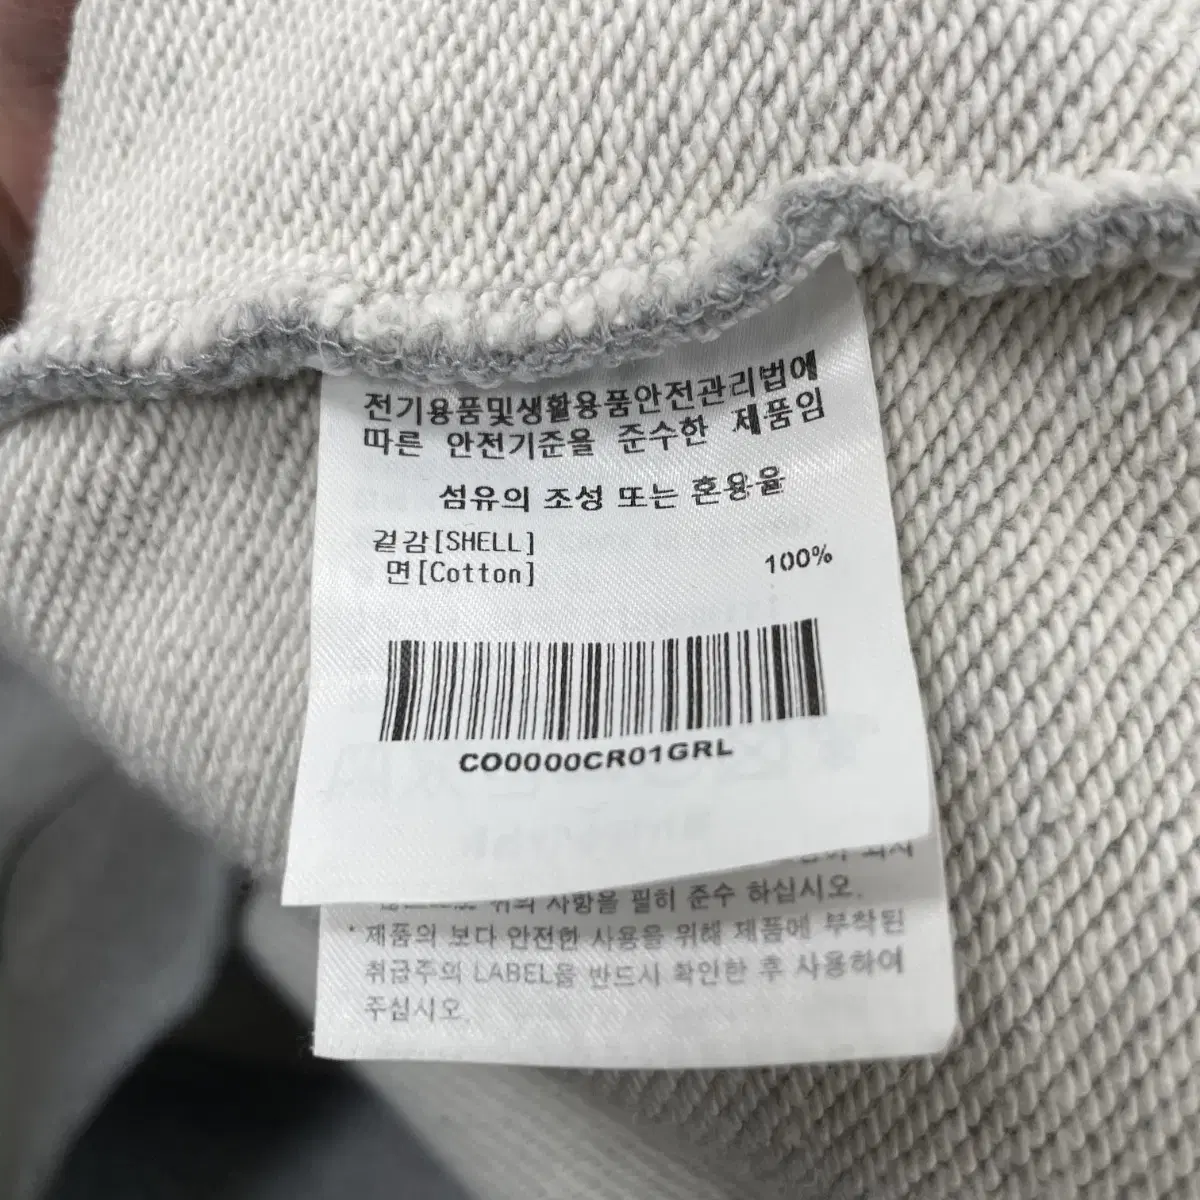 전기용품및생활용품안전관리법에
따른 안전기준을 준수한 제품임
섬유의 조성 또는 혼용율
겉감[SHELL]
면[Cotton] 100%
CO0000CR01GRL
위의 사항을 필히 준수 하십시오.
* 제품의 보다 안전한 사용을 위해 제품에 부착된
취급주의 LABEL을 반드시 확인한 후 사용하여
주십시오.